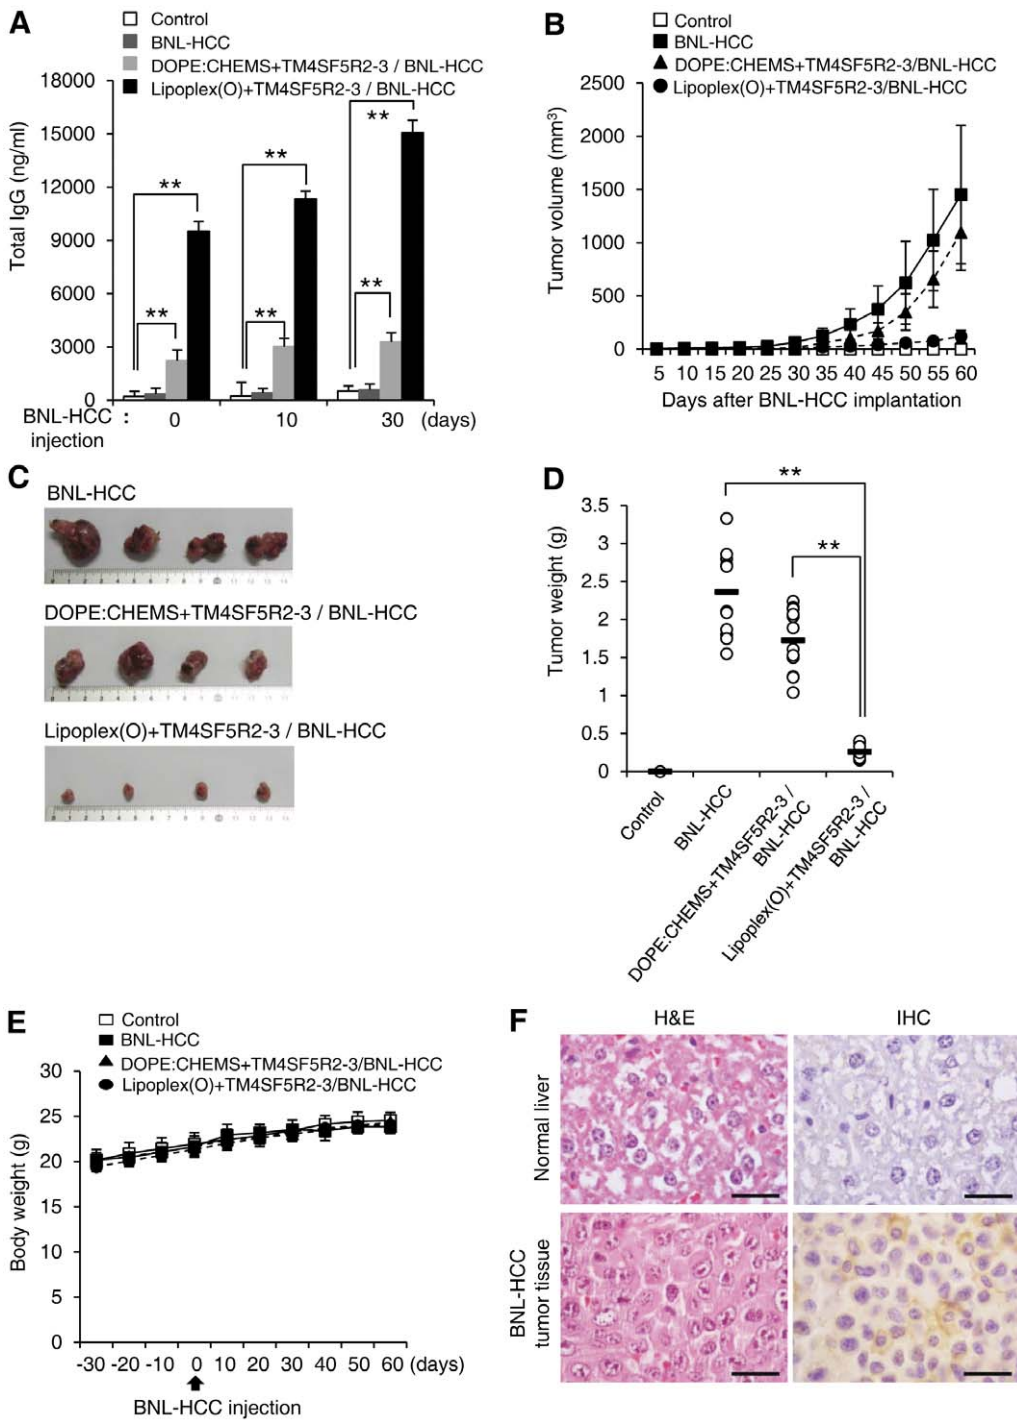 A
Control
BNL-HCC
DOPE:CHEMS+TM4SF5R2-3 / BNL-HCC
Lipoplex(O)+TM4SF5R2-3 / BNL-HCC
18000
15000
12000
9000
6000
3000
0
Total IgG (ng/ml)
**
**
**
**
**
**
BNL-HCC injection : 0 10 30 (days)
B
Control
BNL-HCC
DOPE:CHEMS+TM4SF5R2-3/BNL-HCC
Lipoplex(O)+TM4SF5R2-3/BNL-HCC
2500
2000
1500
1000
500
0
Tumor volume (mm³)
5 10 15 20 25 30 35 40 45 50 55 60
Days after BNL-HCC implantation
C
BNL-HCC
DOPE:CHEMS+TM4SF5R2-3 / BNL-HCC
Lipoplex(O)+TM4SF5R2-3 / BNL-HCC
D
**
**
3.5
3
2.5
2
1.5
1
0.5
0
Tumor weight (g)
Control
BNL-HCC
DOPE:CHEMS+TM4SF5R2-3 /
BNL-HCC
Lipoplex(O)+TM4SF5R2-3 /
BNL-HCC
E
Control
BNL-HCC
DOPE:CHEMS+TM4SF5R2-3/BNL-HCC
Lipoplex(O)+TM4SF5R2-3/BNL-HCC
30
25
20
15
10
5
0
Body weight (g)
-30 -20 -10 0 10 20 30 40 50 60 (days)
BNL-HCC injection
F
H&E
IHC
Normal liver
BNL-HCC
tumor tissue